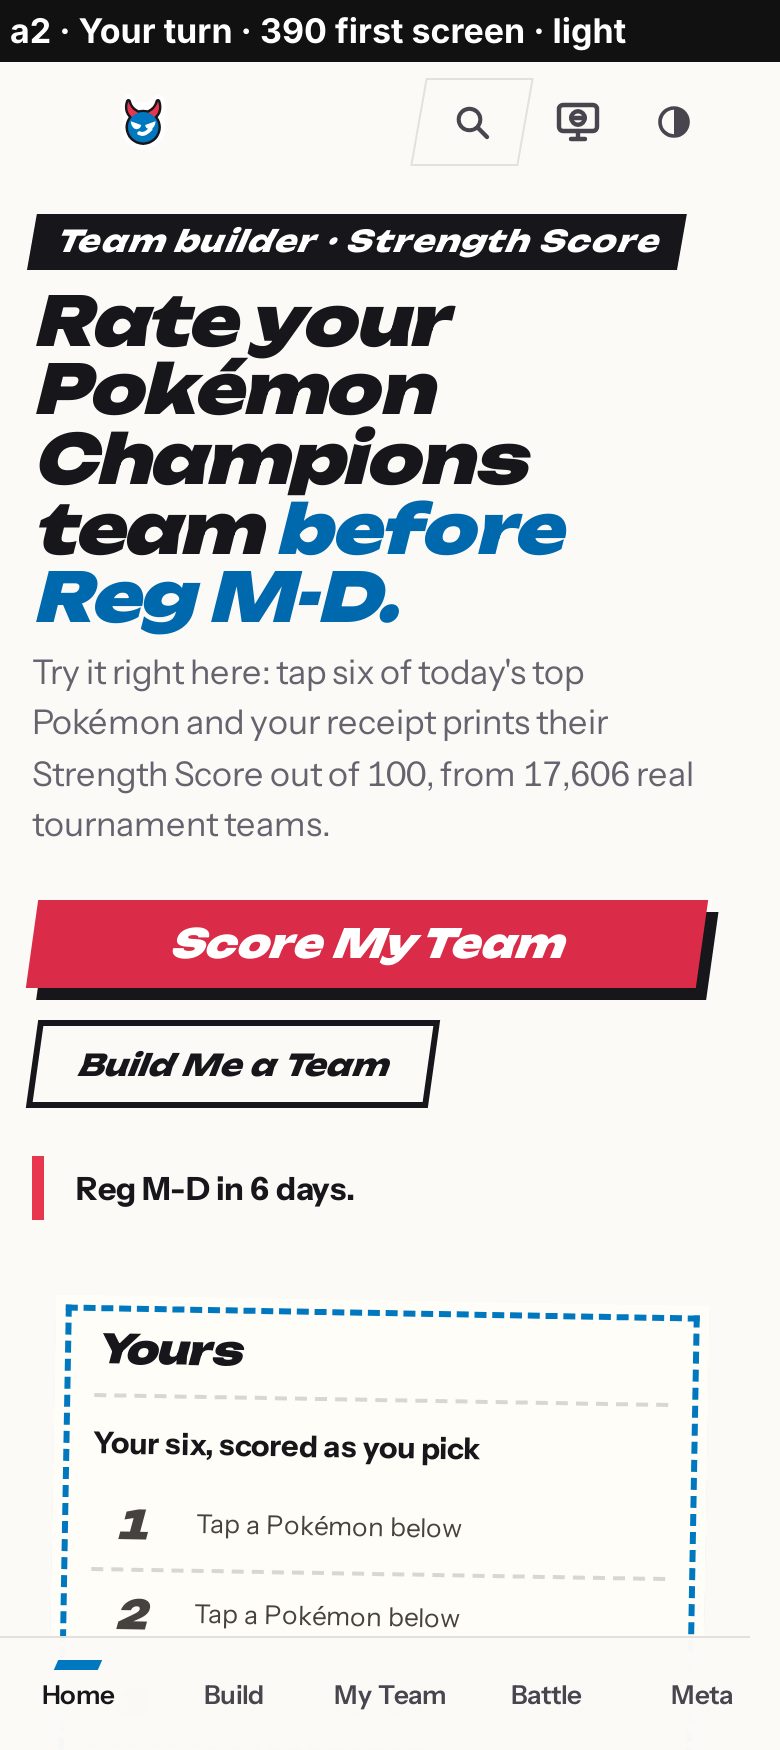 a2 · Your turn · 390 first screen · light
Team builder · Strength Score
Rate your
Pokémon
Champions
team before
Reg M-D.
Try it right here: tap six of today's top
Pokémon and your receipt prints their
Strength Score out of 100, from 17,606 real
tournament teams.
Score My Team
Build Me a Team
Reg M-D in 6 days.
Yours
Your six, scored as you pick
1 Tap a Pokémon below
2 Tap a Pokémon below
Home Build My Team Battle Meta